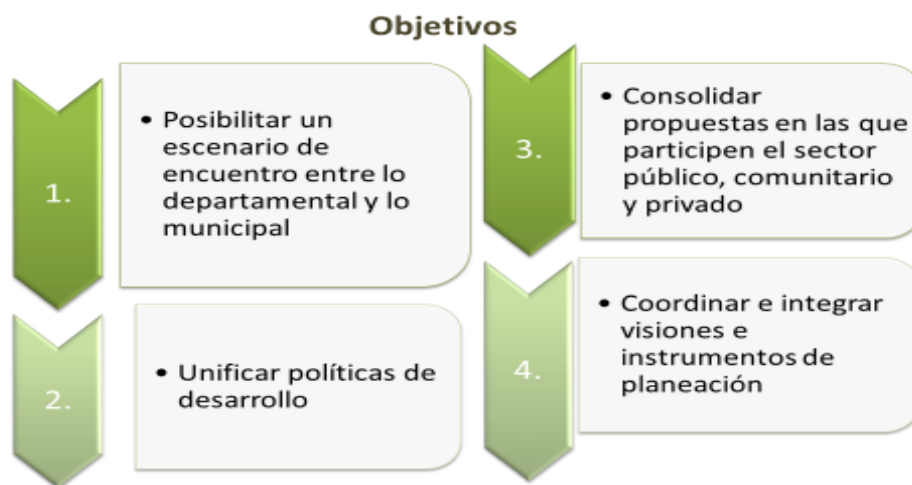 Objetivos
1.
• Posibilitar un
escenario de
encuentro entre lo
departamental y lo
municipal
2.
• Unificar políticas de
desarrollo
3.
• Consolidar
propuestas en las que
participen el sector
público, comunitario
y privado
4.
• Coordinar e integrar
visiones e
instrumentos de
planeación